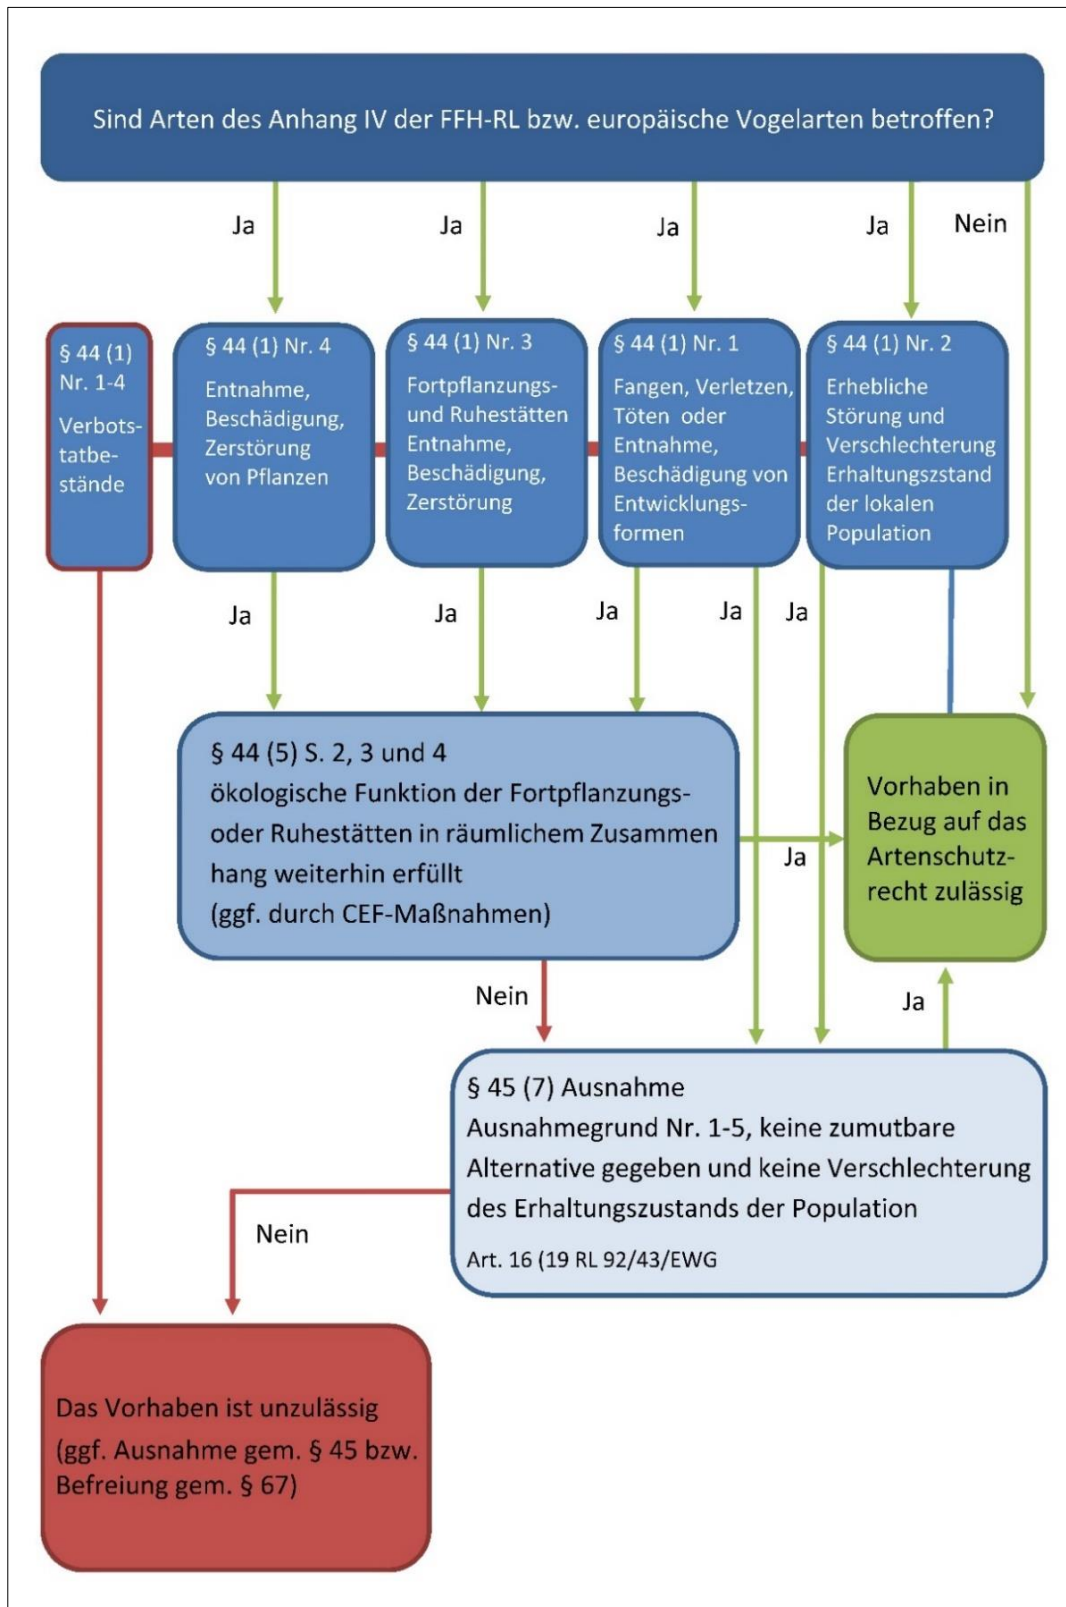 Sind Arten des Anhang IV der FFH-RL bzw. europäische Vogelarten betroffen?
Ja
Ja
Ja
Ja
Nein
§ 44 (1)
Nr. 1-4
Verbots-
tatbe-
stände
§ 44 (1) Nr. 4
Entnahme,
Beschädigung,
Zerstörung
von Pflanzen
§ 44 (1) Nr. 3
Fortpflanzungs-
und Ruhestätten
Entnahme,
Beschädigung,
Zerstörung
§ 44 (1) Nr. 1
Fangen, Verletzen,
Töten oder
Entnahme,
Beschädigung von
Entwicklungs-
formen
§ 44 (1) Nr. 2
Erhebliche
Störung und
Verschlechterung
Erhaltungszstand
der lokalen
Population
Ja
Ja
Ja
Ja
Ja
§ 44 (5) S. 2, 3 und 4
ökologische Funktion der Fortpflanzungs-
oder Ruhestätten in räumlichem Zusammen
hang weiterhin erfüllt
(ggf. durch CEF-Maßnahmen)
Ja
Vorhaben in
Bezug auf das
Artenschutz-
recht zulässig
Nein
Ja
§ 45 (7) Ausnahme
Ausnahmegrund Nr. 1-5, keine zumutbare
Alternative gegeben und keine Verschlechterung
des Erhaltungszustands der Population
Art. 16 (19 RL 92/43/EWG
Nein
Das Vorhaben ist unzulässig
(ggf. Ausnahme gem. § 45 bzw.
Befreiung gem. § 67)